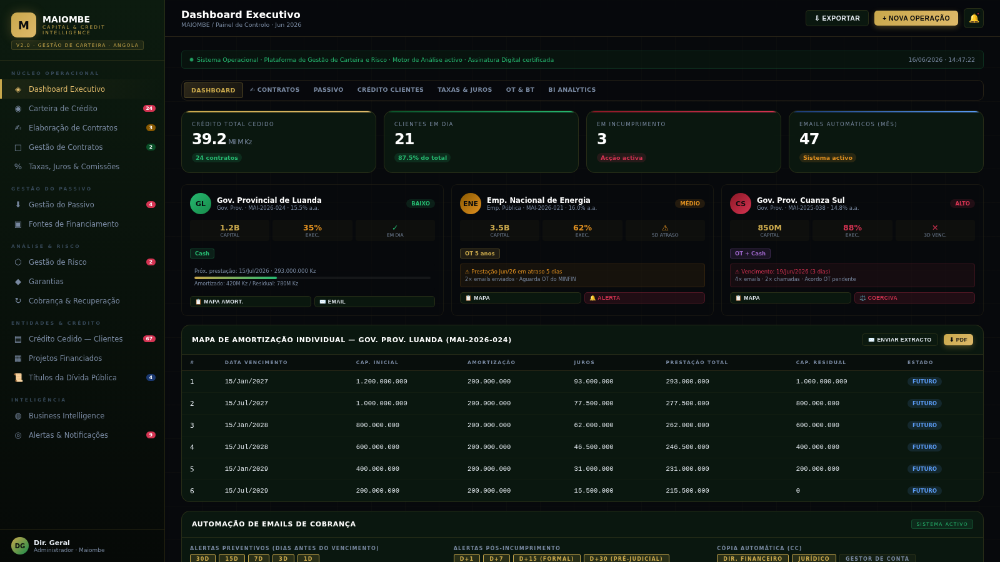 M
MAIOMBE
CAPITAL & CREDIT
INTELLIGENCE
V2.0 · GESTÃO DE CARTEIRA · ANGOLA
NÚCLEO OPERACIONAL
Dashboard Executivo
Carteira de Crédito 24
Elaboração de Contratos 3
Gestão de Contratos 2
% Taxas, Juros & Comissões
GESTÃO DO PASSIVO
Gestão do Passivo 4
Fontes de Financiamento
ANÁLISE & RISCO
Gestão de Risco 2
Garantias
Cobrança & Recuperação
ENTIDADES & CRÉDITO
Crédito Cedido — Clientes 67
Projetos Financiados
Títulos da Dívida Pública 4
INTELIGÊNCIA
Business Intelligence
Alertas & Notificações 9
DG
Dir. Geral
Administrador · Maiombe
Dashboard Executivo
MAIOMBE / Painel de Controlo · Jun 2026
⇩ EXPORTAR
+ NOVA OPERAÇÃO
Sistema Operacional · Plataforma de Gestão de Carteira e Risco · Motor de Análise activo · Assinatura Digital certificada
16/06/2026 · 14:47:22
DASHBOARD
✍ CONTRATOS
PASSIVO
CRÉDITO CLIENTES
TAXAS & JUROS
OT & BT
BI ANALYTICS
CRÉDITO TOTAL CEDIDO
39.2 Mil M Kz
24 contratos
CLIENTES EM DIA
21
87.5% do total
EM INCUMPRIMENTO
3
Acção activa
EMAILS AUTOMÁTICOS (MÊS)
47
Sistema activo
GL
Gov. Provincial de Luanda
Gov. Prov. · MAI-2026-024 · 15.5% a.a.
BAIXO
1.2B
CAPITAL
35%
EXEC.
✓
EM DIA
Cash
Próx. prestação: 15/Jul/2026 · 293.000.000 Kz
Amortizado: 420M Kz / Residual: 780M Kz
📋 MAPA AMORT.
✉️ EMAIL
ENE
Emp. Nacional de Energia
Emp. Pública · MAI-2026-021 · 16.0% a.a.
MÉDIO
3.5B
CAPITAL
62%
EXEC.
⚠
5D ATRASO
OT 5 anos
⚠ Prestação Jun/26 em atraso 5 dias
2× emails enviados · Aguarda OT do MINFIN
📋 MAPA
🔔 ALERTA
CS
Gov. Prov. Cuanza Sul
Gov. Prov. · MAI-2025-038 · 14.8% a.a.
ALTO
850M
CAPITAL
88%
EXEC.
✕
3D VENC.
OT + Cash
⚠ Vencimento: 19/Jun/2026 (3 dias)
4× emails · 2× chamadas · Acordo OT pendente
📋 MAPA
⚖️ COERCIVA
MAPA DE AMORTIZAÇÃO INDIVIDUAL — GOV. PROV. LUANDA (MAI-2026-024)
✉️ ENVIAR EXTRACTO
⬇ PDF
# DATA VENCIMENTO CAP. INICIAL AMORTIZAÇÃO JUROS PRESTAÇÃO TOTAL CAP. RESIDUAL ESTADO
1 15/Jan/2027 1.200.000.000 200.000.000 93.000.000 293.000.000 1.000.000.000 FUTURO
2 15/Jul/2027 1.000.000.000 200.000.000 77.500.000 277.500.000 800.000.000 FUTURO
3 15/Jan/2028 800.000.000 200.000.000 62.000.000 262.000.000 600.000.000 FUTURO
4 15/Jul/2028 600.000.000 200.000.000 46.500.000 246.500.000 400.000.000 FUTURO
5 15/Jan/2029 400.000.000 200.000.000 31.000.000 231.000.000 200.000.000 FUTURO
6 15/Jul/2029 200.000.000 200.000.000 15.500.000 215.500.000 0 FUTURO
AUTOMAÇÃO DE EMAILS DE COBRANÇA
SISTEMA ACTIVO
ALERTAS PREVENTIVOS (DIAS ANTES DO VENCIMENTO)
30D 15D 7D 3D 1D
ALERTAS PÓS-INCUMPRIMENTO
D+1 D+7 D+15 (FORMAL) D+30 (PRÉ-JUDICIAL)
CÓPIA AUTOMÁTICA (CC)
DIR. FINANCEIRO JURÍDICO GESTOR DE CONTA